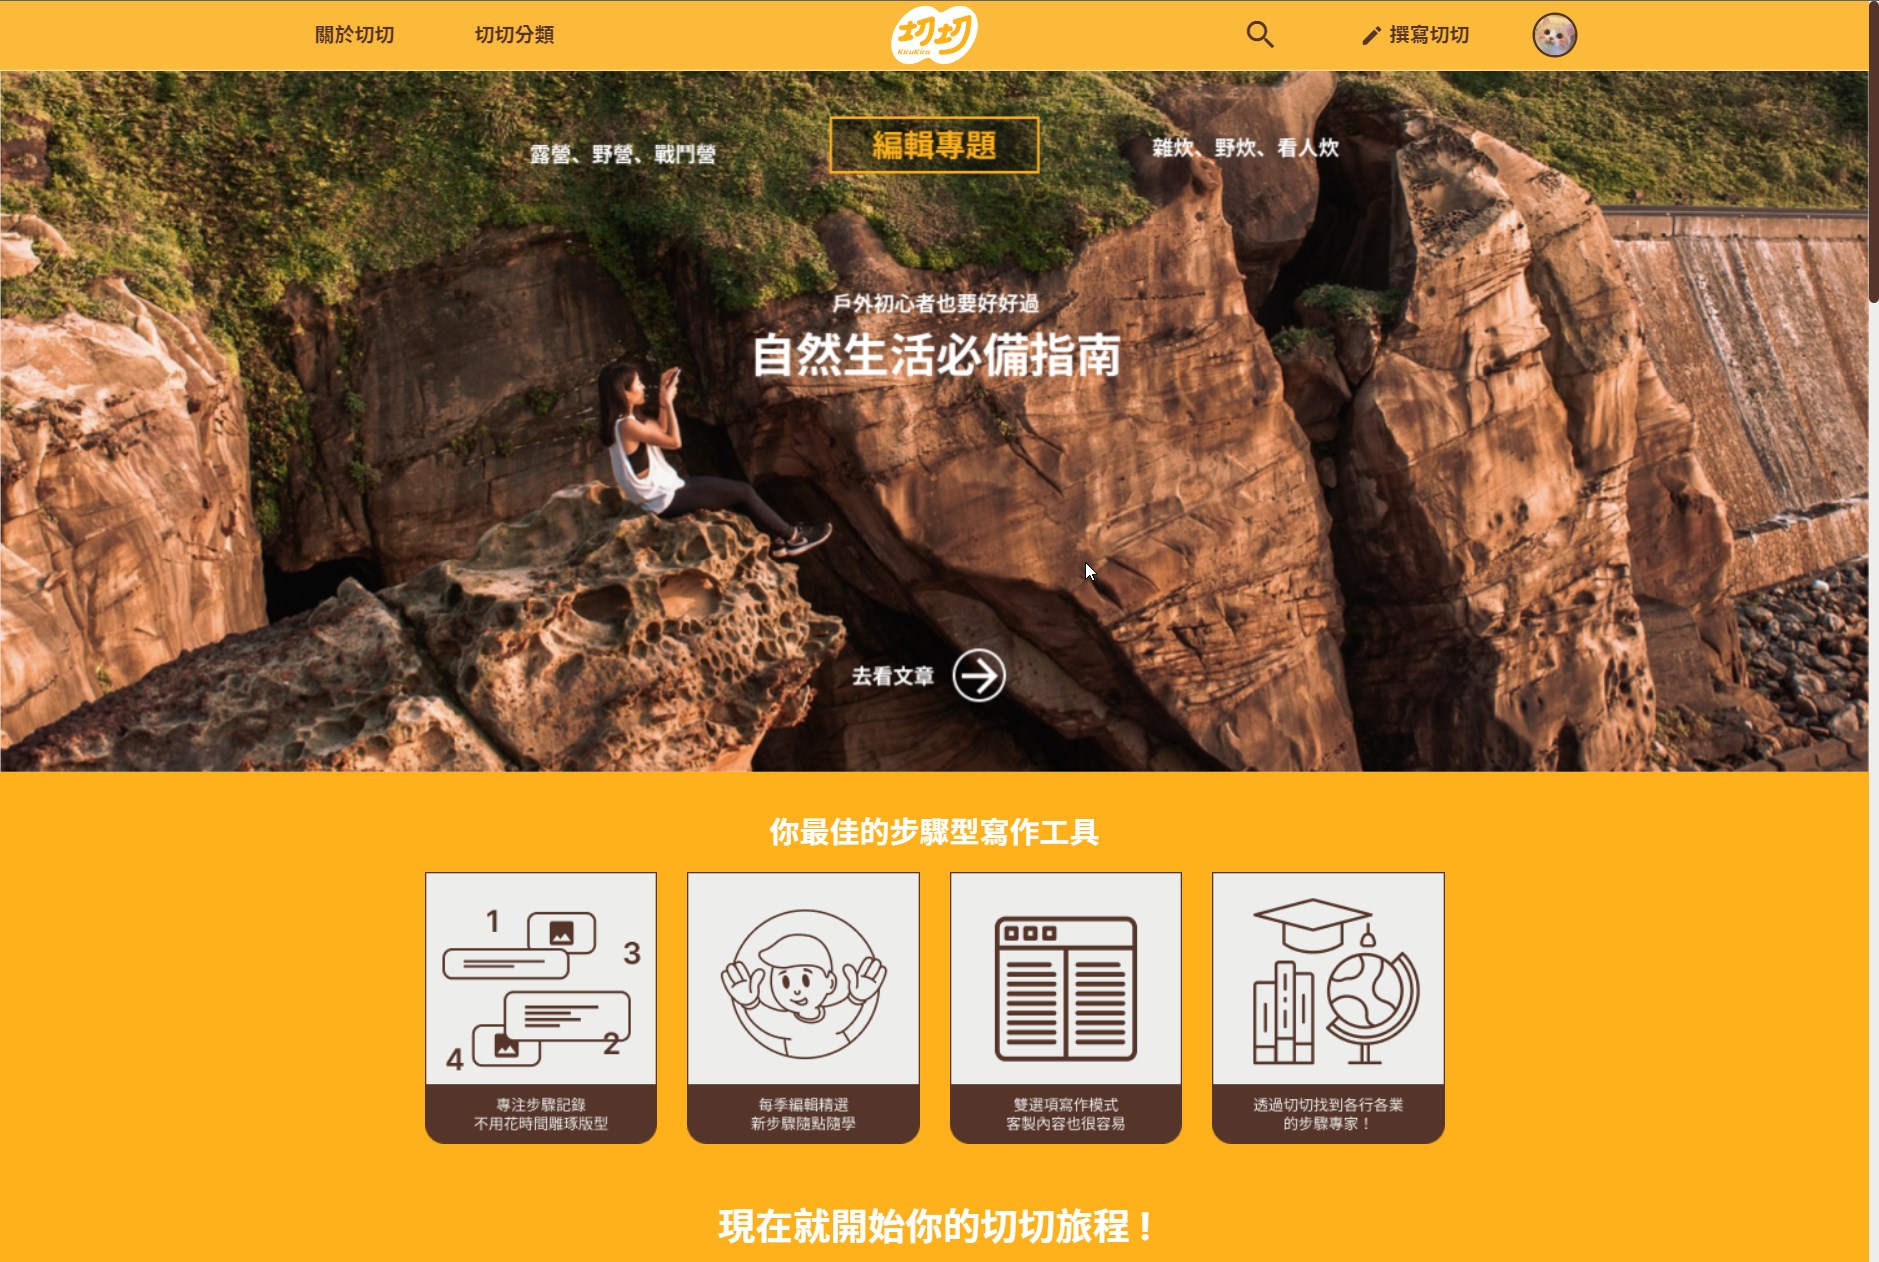 關於切切
切切分類
切切
KiruKiru
撰寫切切
露營、野營、戰鬥營
編輯專題
雜炊、野炊、看人炊
戶外初心者也要好好過
自然生活必備指南
去看文章
你最佳的步驟型寫作工具
1
3
2
4
專注步驟記錄
不用花時間雕琢版型
每季編輯精選
新步驟隨點隨學
雙選項寫作模式
客製內容也很容易
透過切切找到各行各業
的步驟專家！
現在就開始你的切切旅程！